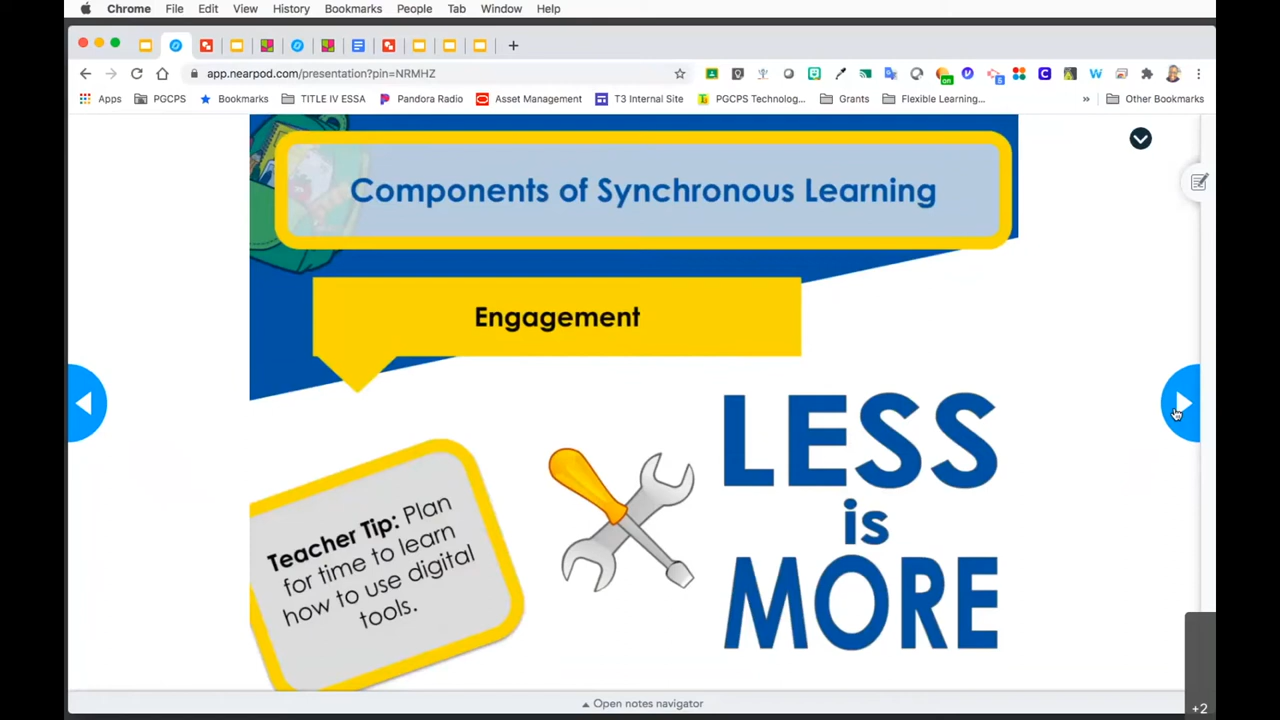 Chrome File Edit View History Bookmarks People Tab Window Help
app.nearpod.com/presentation?pin=NRMHZ
Apps PGCPS Bookmarks TITLE IV ESSA Pandora Radio Asset Management T3 Internal Site PGCPS Technolog... Grants Flexible Learning... » Other Bookmarks
Components of Synchronous Learning
Engagement
LESS
is
MORE
Teacher Tip: Plan
for time to learn
how to use digital
tools.
Open notes navigator
+2